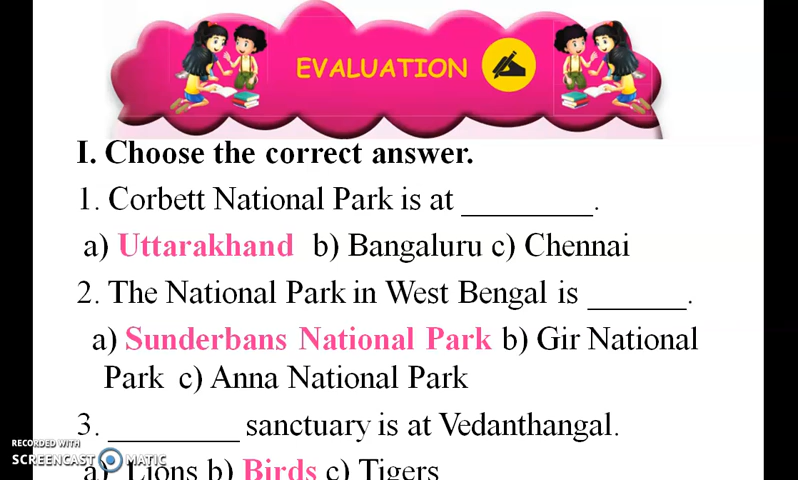 EVALUATION
I. Choose the correct answer.
1. Corbett National Park is at _________.
a) Uttarakhand b) Bangaluru c) Chennai
2. The National Park in West Bengal is _______.
a) Sunderbans National Park b) Gir National
Park c) Anna National Park
3. _________ sanctuary is at Vedanthangal.
a) Lions b) Birds c) Tigers
RECORDED WITH
SCREENCAST MATIC